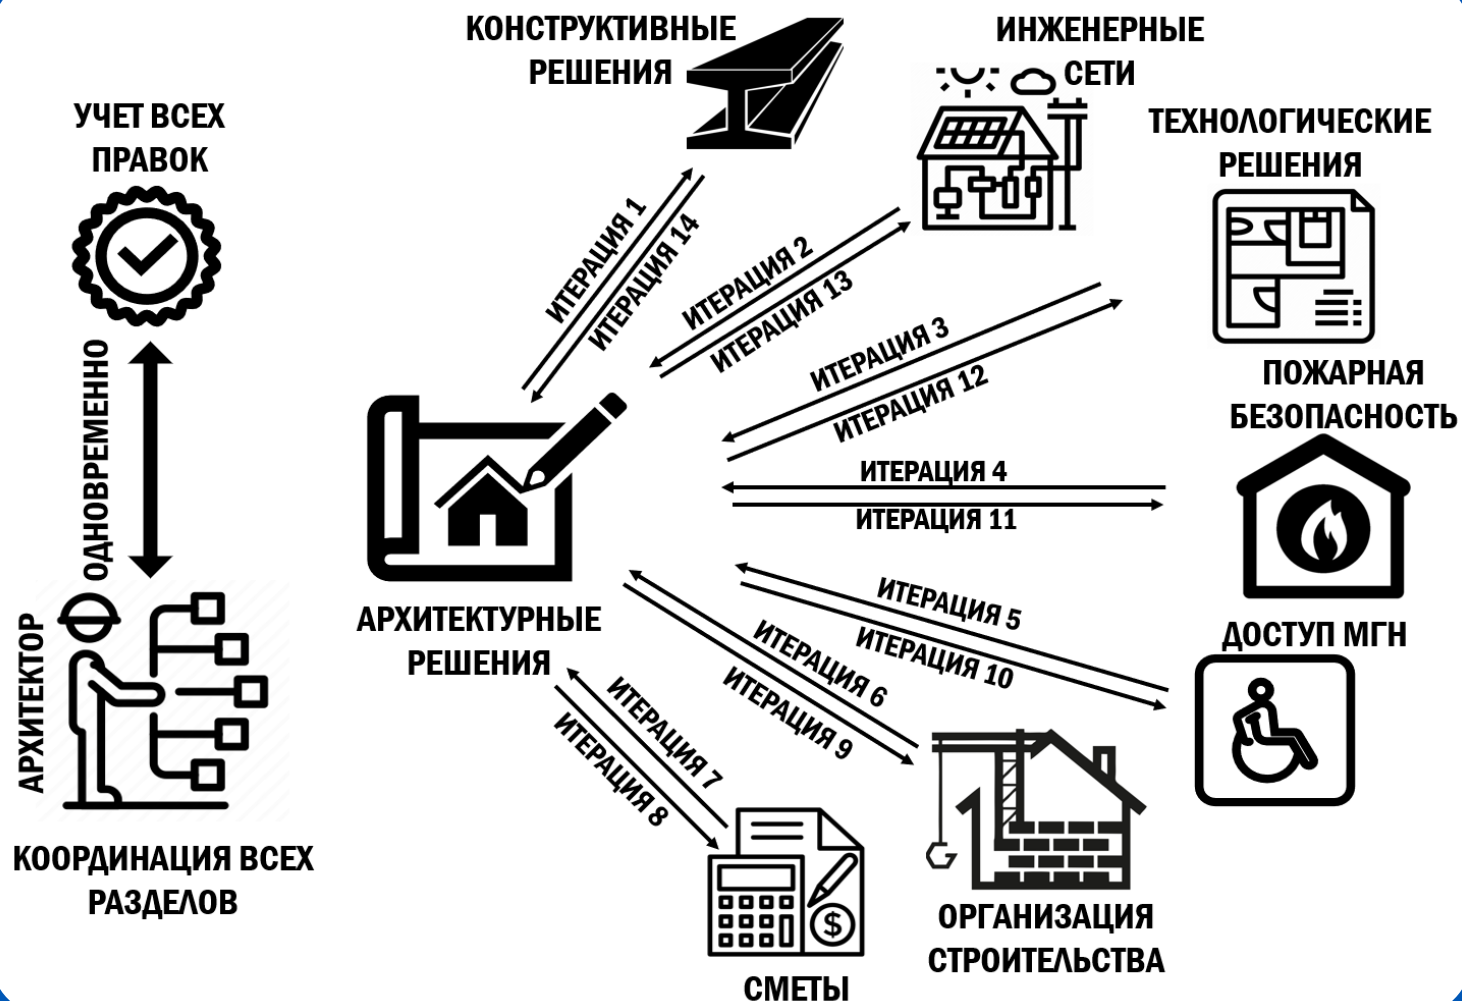 КОНСТРУКТИВНЫЕ
РЕШЕНИЯ
ИНЖЕНЕРНЫЕ
СЕТИ
ТЕХНОЛОГИЧЕСКИЕ
РЕШЕНИЯ
УЧЕТ ВСЕХ
ПРАВОК
ИТЕРАЦИЯ 1
ИТЕРАЦИЯ 14
ИТЕРАЦИЯ 2
ИТЕРАЦИЯ 13
ИТЕРАЦИЯ 3
ИТЕРАЦИЯ 12
ПОЖАРНАЯ
БЕЗОПАСНОСТЬ
ОДНОВРЕМЕННО
ИТЕРАЦИЯ 4
ИТЕРАЦИЯ 11
АРХИТЕКТУРНЫЕ
РЕШЕНИЯ
ИТЕРАЦИЯ 5
ИТЕРАЦИЯ 10
ДОСТУП МГН
ИТЕРАЦИЯ 6
ИТЕРАЦИЯ 9
ИТЕРАЦИЯ 7
ИТЕРАЦИЯ 8
АРХИТЕКТОР
КООРДИНАЦИЯ ВСЕХ
РАЗДЕЛОВ
$
ОРГАНИЗАЦИЯ
СТРОИТЕЛЬСТВА
СМЕТЫ